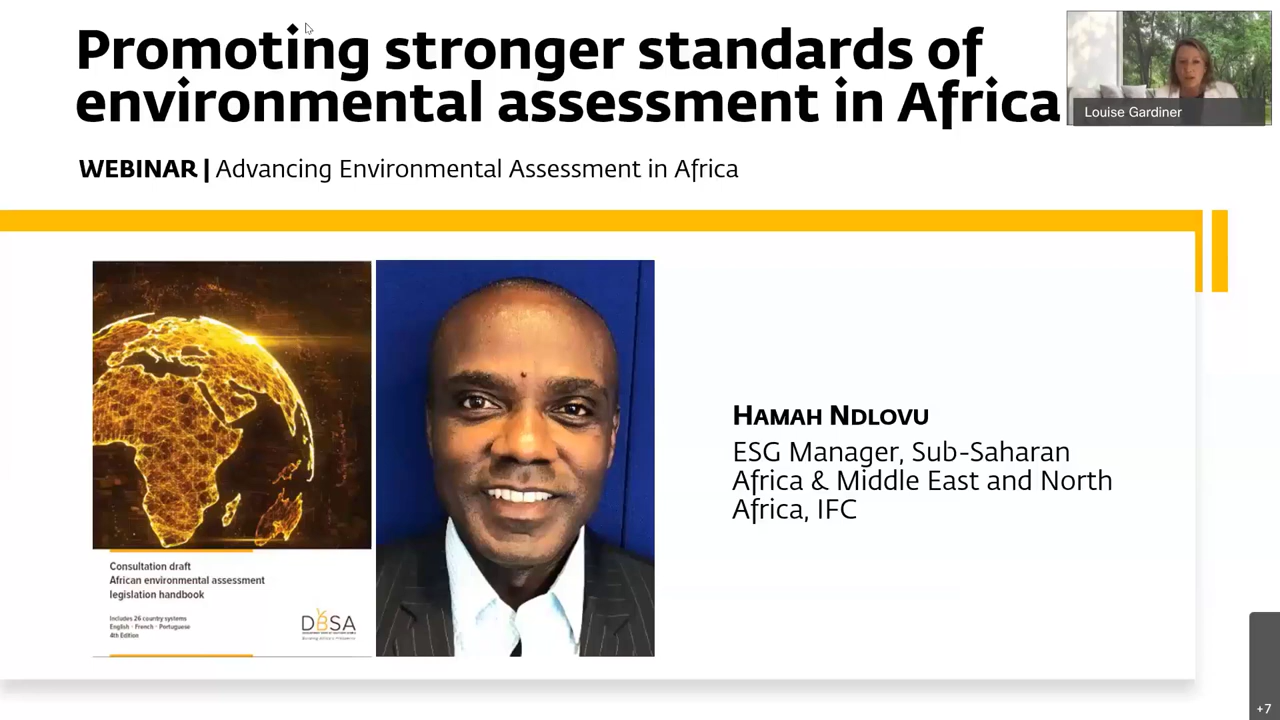 Promoting stronger standards of
environmental assessment in Africa
Louise Gardiner
WEBINAR | Advancing Environmental Assessment in Africa
HAMAH NDLOVU
ESG Manager, Sub-Saharan
Africa & Middle East and North
Africa, IFC
Consultation draft
African environmental assessment
legislation handbook
Includes 26 country systems
English · French · Portuguese
4th Edition
DBSA
+7